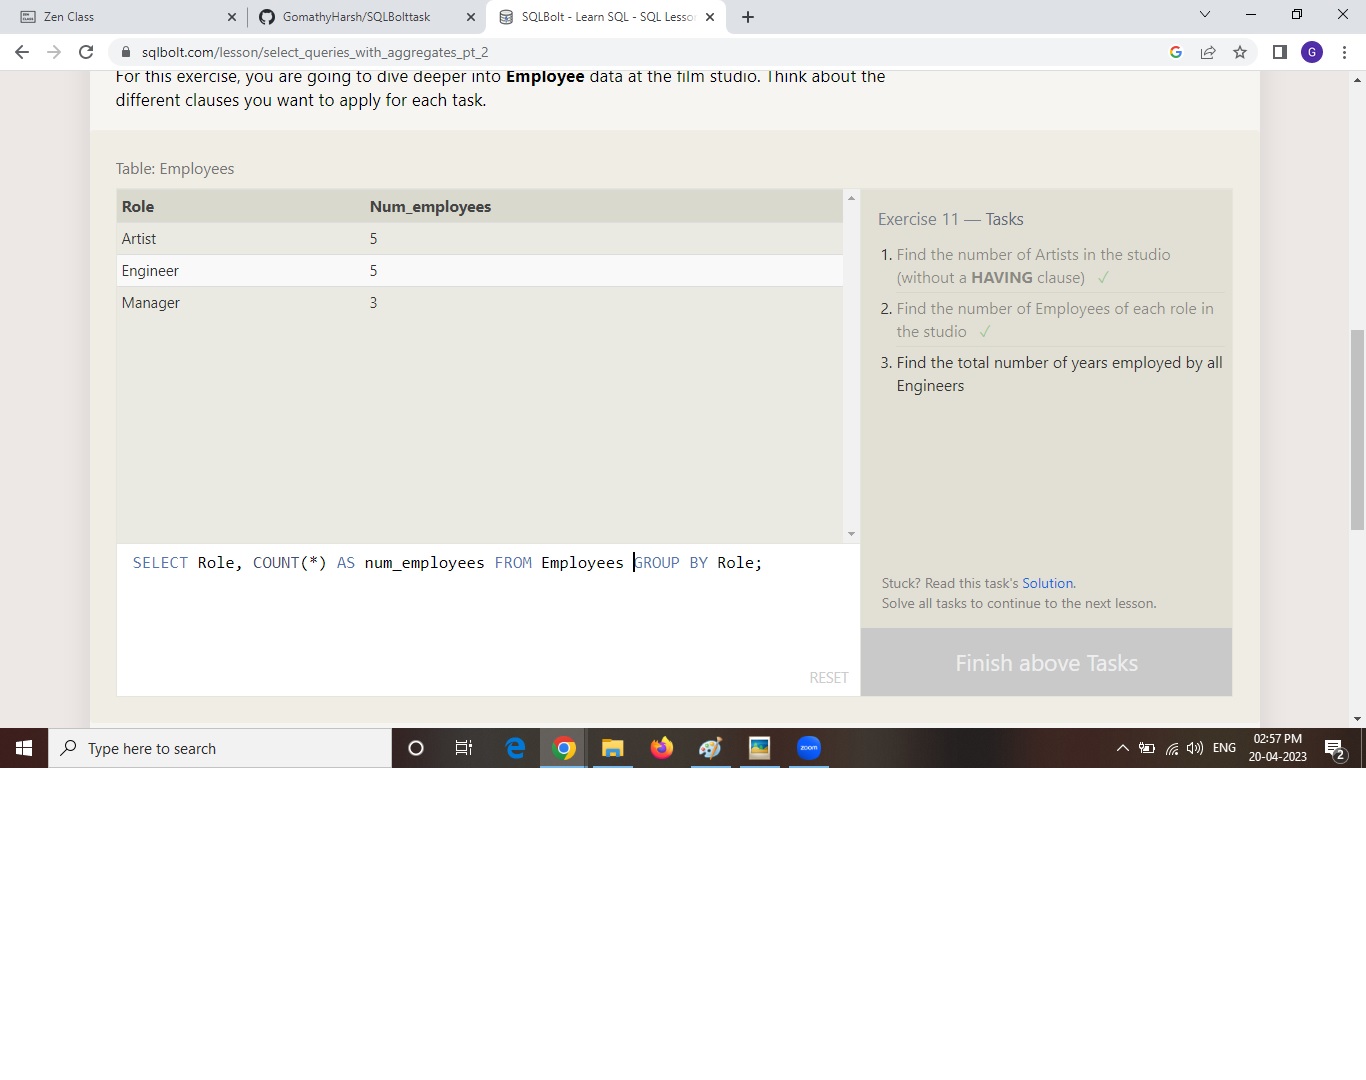 Zen Class
GomathyHarsh/SQLBolttask
SQLBolt - Learn SQL - SQL Lesso
sqlbolt.com/lesson/select_queries_with_aggregates_pt_2
G
For this exercise, you are going to dive deeper into Employee data at the film studio. Think about the
different clauses you want to apply for each task.
Table: Employees
Role Num_employees
Artist 5
Engineer 5
Manager 3
SELECT Role, COUNT(*) AS num_employees FROM Employees GROUP BY Role;
RESET
Exercise 11 — Tasks
1. Find the number of Artists in the studio
(without a HAVING clause) ✓
2. Find the number of Employees of each role in
the studio ✓
3. Find the total number of years employed by all
Engineers
Stuck? Read this task's Solution.
Solve all tasks to continue to the next lesson.
Finish above Tasks
Type here to search
zoom
ENG
02:57 PM
20-04-2023
2